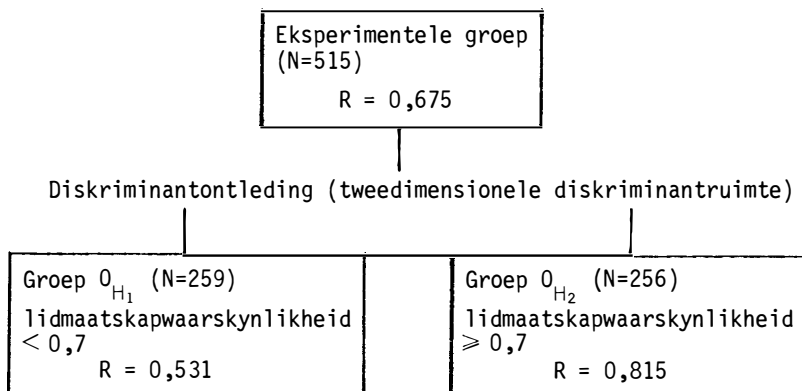 Eksperimentele groep
(N=515)
R = 0,675
Diskriminantontleding (tweedimensionele diskriminantruimte)
Groep O_H₁ (N=259)
lidmaatskapwaarskynlikheid
< 0,7
R = 0,531
Groep O_H₂ (N=256)
lidmaatskapwaarskynlikheid
⩾ 0,7
R = 0,815